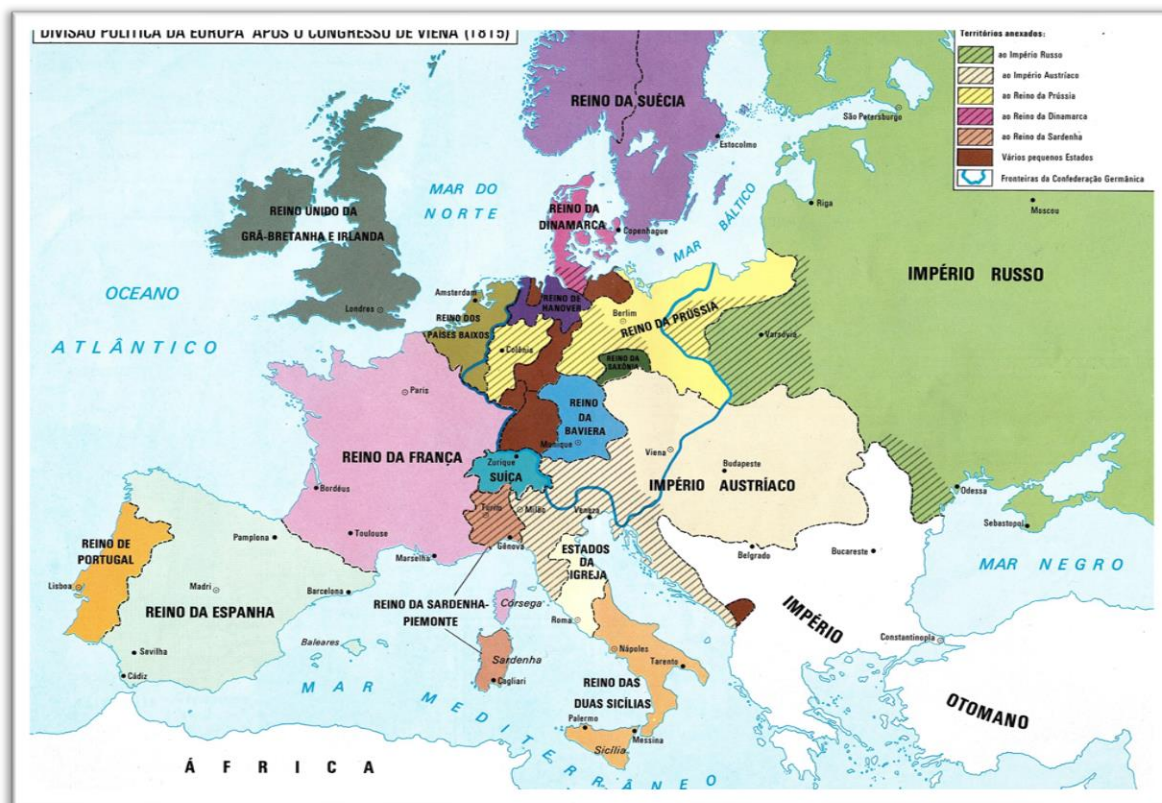 DIVISÃO POLÍTICA DA EUROPA APÓS O CONGRESSO DE VIENA (1815)
Territórios anexados:
ao Império Russo
ao Império Austríaco
ao Reino da Prússia
ao Reino da Dinamarca
ao Reino da Sardenha
Vários pequenos Estados
Fronteiras da Confederação Germânica
REINO DA SUÉCIA
São Petersburgo
Estocolmo
MAR DO
NORTE
REINO UNIDO DA
GRÃ-BRETANHA E IRLANDA
REINO DA
DINAMARCA
Copenhague
MAR BÁLTICO
Riga
Moscou
IMPÉRIO RUSSO
OCEANO
ATLÂNTICO
Londres
Amsterdam
REINO DOS
PAÍSES BAIXOS
REINO DE
HANOVER
Berlim
REINO DA PRÚSSIA
Varsóvia
Colônia
REINO DA
SAXÔNIA
Paris
REINO
DA
BAVIERA
Munique
Viena
Budapeste
IMPÉRIO AUSTRÍACO
REINO DA FRANÇA
Zurique
SUÍÇA
Bordéus
Toulouse
Marselha
Turim
Milão
Veneza
Gênova
Odessa
Sebastopol
MAR NEGRO
Belgrado
Bucareste
ESTADOS
DA
IGREJA
REINO DE
PORTUGAL
Lisboa
Pamplona
Madri
Barcelona
REINO DA ESPANHA
Baleares
Sevilha
Cádiz
REINO DA SARDENHA-
PIEMONTE
Córsega
Roma
Sardenha
Cagliari
Nápoles
Tarento
REINO DAS
DUAS SICÍLIAS
Palermo
Messina
Sicília
IMPÉRIO
OTOMANO
Constantinopla
MAR MEDITERRÂNEO
ÁFRICA